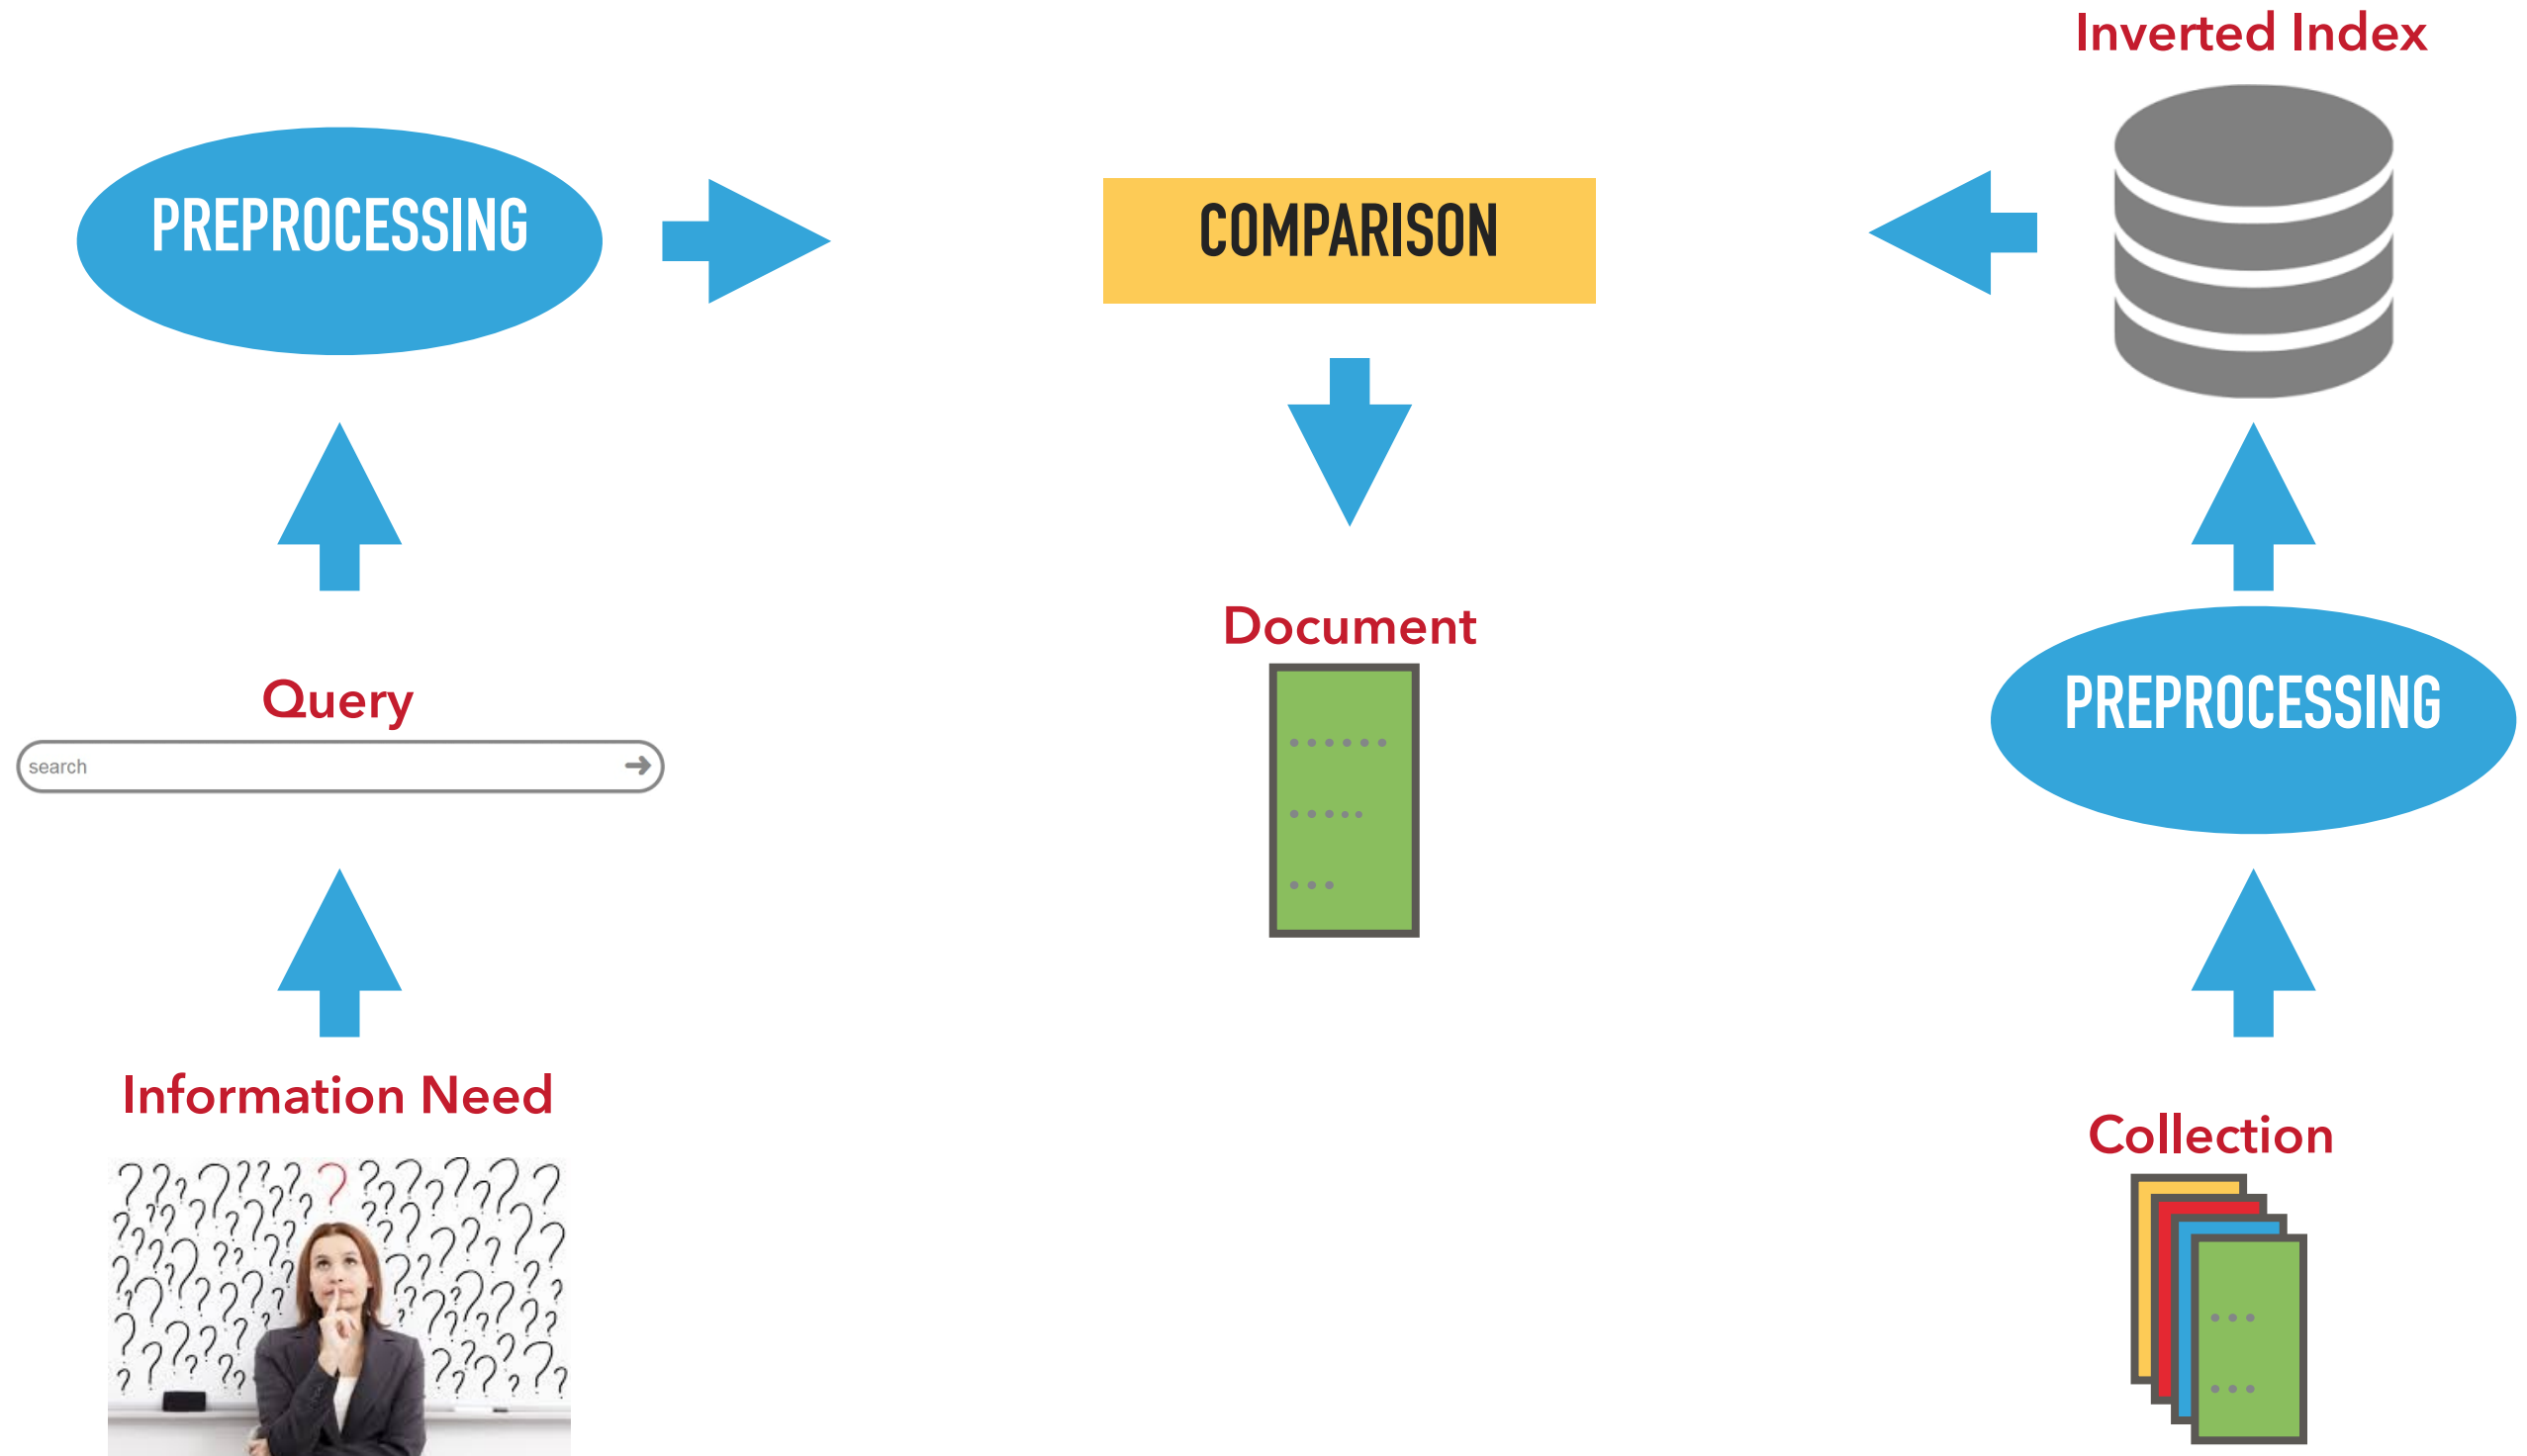 Inverted Index
PREPROCESSING
COMPARISON
Document
Query
search
PREPROCESSING
Information Need
Collection